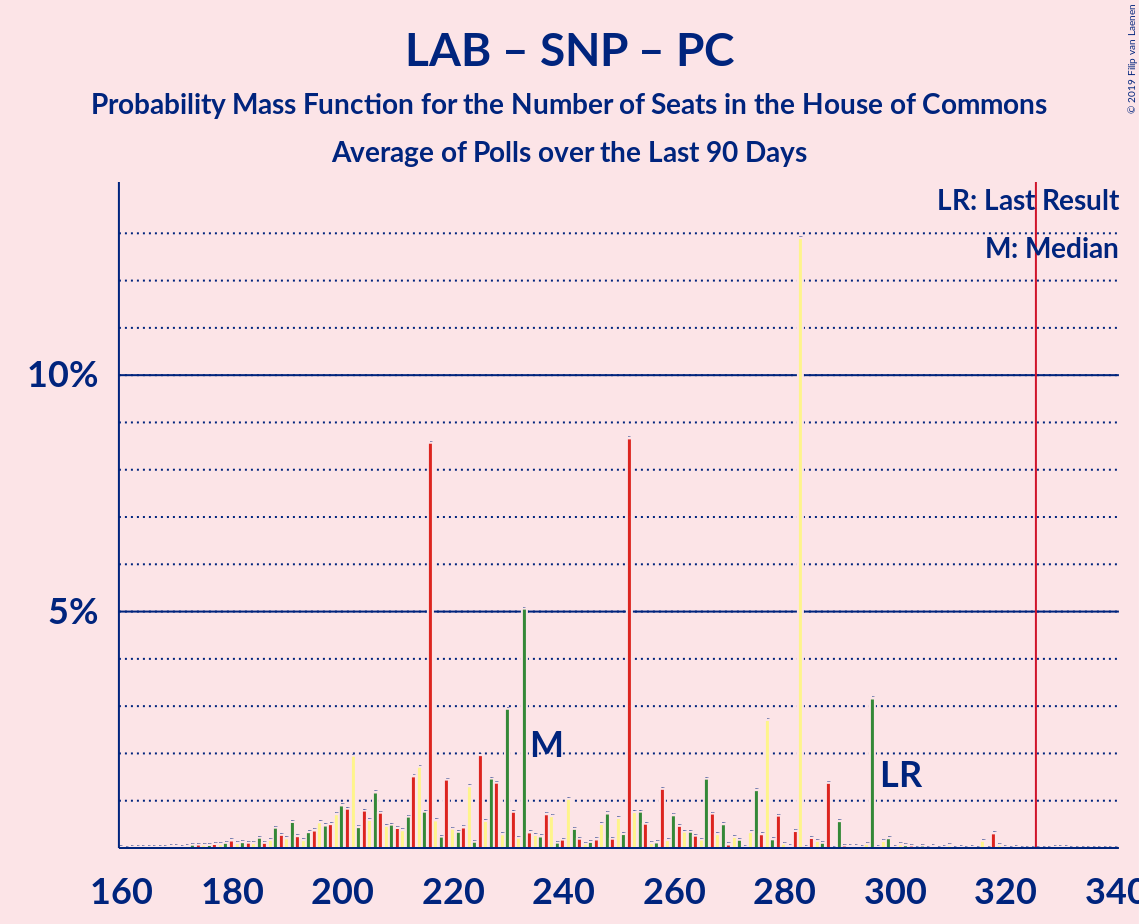 LAB – SNP – PC
Probability Mass Function for the Number of Seats in the House of Commons
Average of Polls over the Last 90 Days
© 2019 Filip van Laenen
LR: Last Result
M: Median
10%
5%
M
LR
160 180 200 220 240 260 280 300 320 340